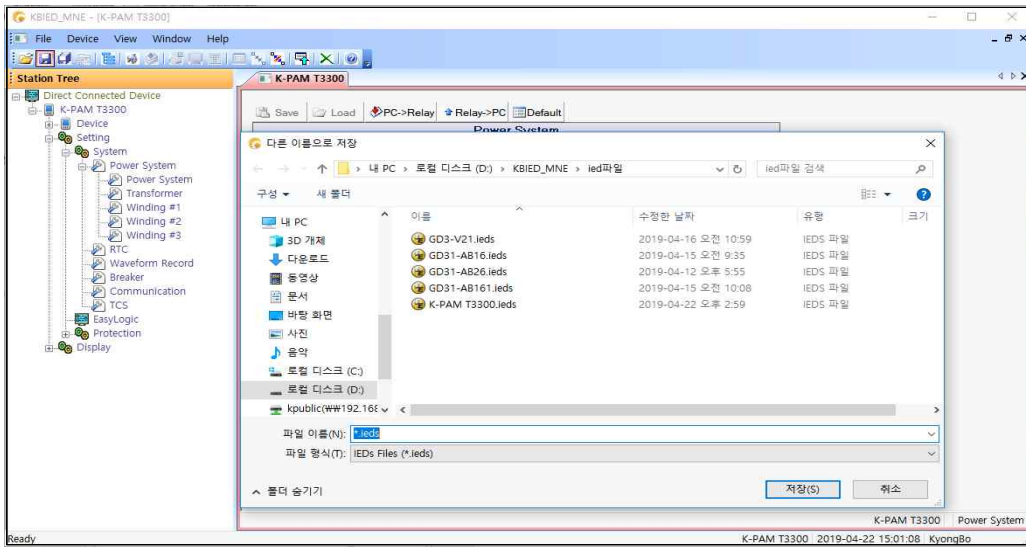 KBIED_MNE - [K-PAM T3300]
File Device View Window Help
Station Tree
Direct Connected Device
K-PAM T3300
Device
Setting
System
Power System
Power System
Transformer
Winding #1
Winding #2
Winding #3
RTC
Waveform Record
Breaker
Communication
TCS
EasyLogic
Protection
Display
K-PAM T3300
Save Load PC->Relay Relay->PC Default
Power System
다른 이름으로 저장
내 PC > 로컬 디스크 (D:) > KBIED_MNE > ied파일
ied파일 검색
구성 새 폴더
내 PC
3D 개체
다운로드
동영상
문서
바탕 화면
사진
음악
로컬 디스크 (C:)
로컬 디스크 (D:)
kpublic(₩₩192.168
이름 수정한 날짜 유형 크기
GD3-V21.ieds 2019-04-16 오전 10:59 IEDS 파일
GD31-AB16.ieds 2019-04-15 오전 9:35 IEDS 파일
GD31-AB26.ieds 2019-04-12 오후 5:55 IEDS 파일
GD31-AB161.ieds 2019-04-15 오전 10:08 IEDS 파일
K-PAM T3300.ieds 2019-04-22 오후 2:59 IEDS 파일
파일 이름(N): *.ieds
파일 형식(T): IEDs Files (*.ieds)
폴더 숨기기
저장(S) 취소
K-PAM T3300 Power System
Ready
K-PAM T3300 2019-04-22 15:01:08 KyongBo